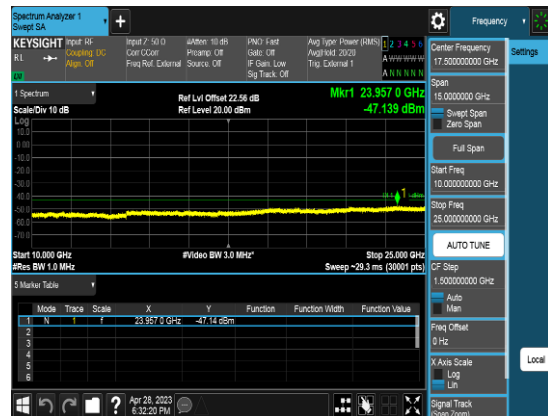 Spectrum Analyzer 1
Swept SA
Frequency
KEYSIGHT Input: RF Input Z: 50 Ω #Atten: 10 dB PNO: Fast Avg Type: Power (RMS) 1 2 3 4 5 6
RL Coupling: DC Corr CCorr Preamp: Off Gate: Off Avg|Hold: 20/20 A W W W W W
Align: Off Freq Ref: External Source: Off IF Gain: Low Trig: External 1
Sig Track: Off A N N N N N
1 Spectrum
Scale/Div 10 dB
Ref Lvl Offset 22.56 dB
Ref Level 20.00 dBm
Mkr1 23.957 0 GHz
-47.139 dBm
Log
10.0
0.00
-10.0
-20.0
-30.0
-40.0
-50.0
-60.0
-70.0
1
Start 10.000 GHz
#Video BW 3.0 MHz*
Stop 25.000 GHz
#Res BW 1.0 MHz
Sweep ~29.3 ms (30001 pts)
5 Marker Table
Mode Trace Scale X Y Function Function Width Function Value
1 N 1 f 23.957 0 GHz -47.14 dBm
2
3
4
5
6
Apr 28, 2023
6:32:20 PM
Center Frequency
17.500000000 GHz
Settings
Span
15.0000000 GHz
Swept Span
Zero Span
Full Span
Start Freq
10.000000000 GHz
Stop Freq
25.000000000 GHz
AUTO TUNE
CF Step
1.500000000 GHz
Auto
Man
Freq Offset
0 Hz
X Axis Scale
Log
Lin
Local
Signal Track
(Span Zoom)